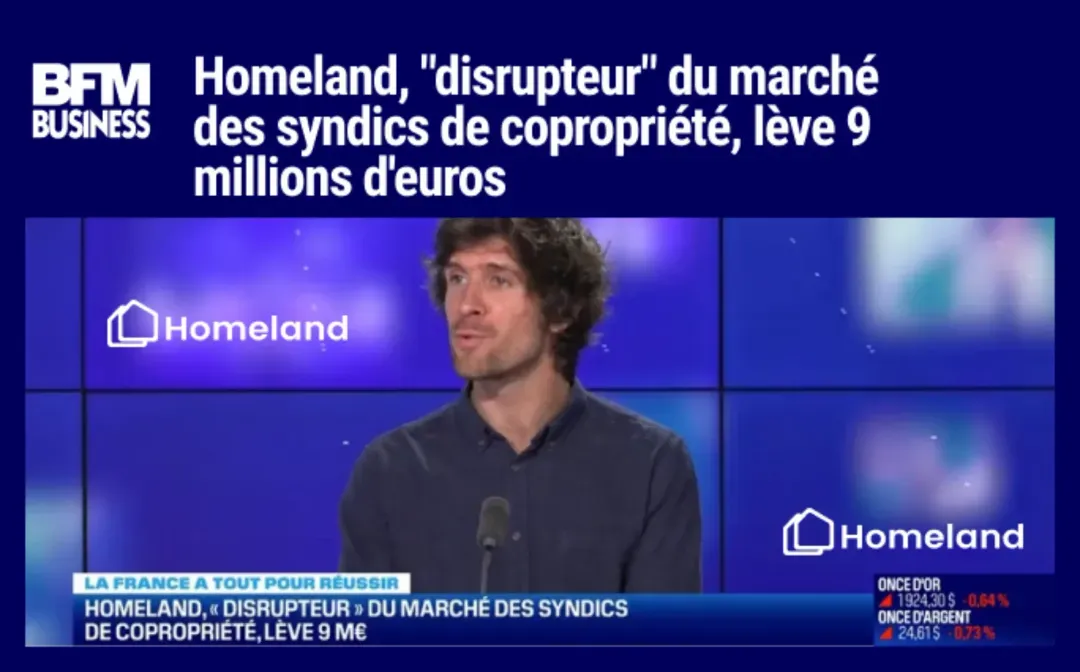 BFM
BUSINESS
Homeland, "disrupteur" du marché
des syndics de copropriété, lève 9
millions d'euros
Homeland
Homeland
LA FRANCE A TOUT POUR RÉUSSIR
HOMELAND, « DISRUPTEUR » DU MARCHÉ DES SYNDICS
DE COPROPRIÉTÉ, LÈVE 9 M€
ONCE D'OR
1924,30 $ -0,64 %
ONCE D'ARGENT
24,61 $ -0,73 %